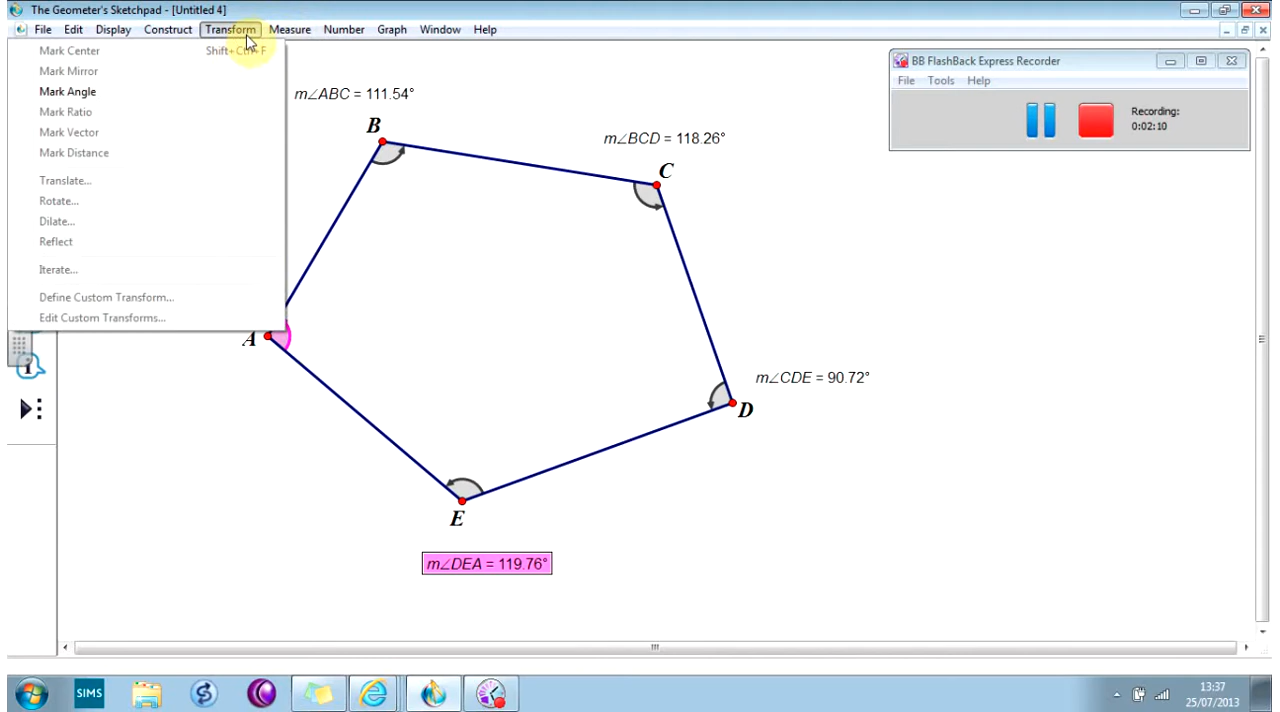 The Geometer's Sketchpad - [Untitled 4]
File Edit Display Construct Transform Measure Number Graph Window Help
Mark Center Shift+Ctrl+F
Mark Mirror
Mark Angle
Mark Ratio
Mark Vector
Mark Distance
Translate...
Rotate...
Dilate...
Reflect
Iterate...
Define Custom Transform...
Edit Custom Transforms...
BB FlashBack Express Recorder
File Tools Help
Recording:
0:02:10
m∠ABC = 111.54°
B
m∠BCD = 118.26°
C
A
m∠CDE = 90.72°
D
E
m∠DEA = 119.76°
SIMS
13:37
25/07/2013